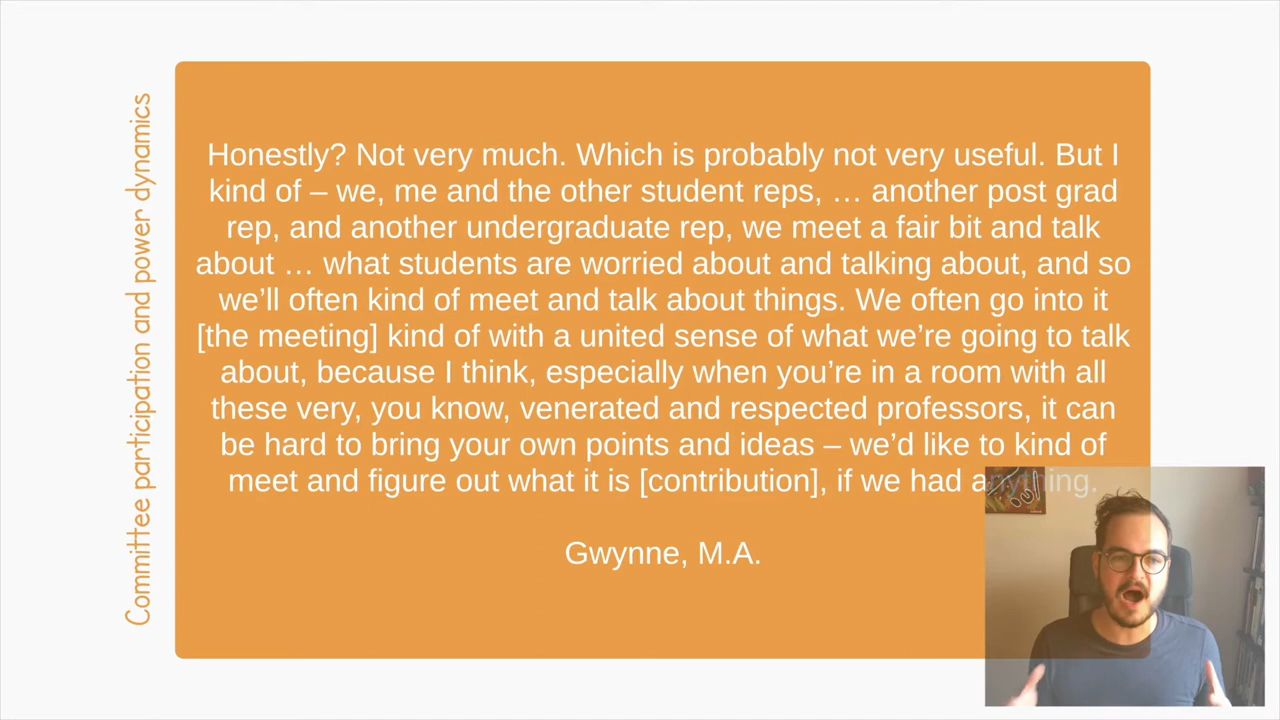 Committee participation and power dynamics
Honestly? Not very much. Which is probably not very useful. But I
kind of – we, me and the other student reps, … another post grad
rep, and another undergraduate rep, we meet a fair bit and talk
about … what students are worried about and talking about, and so
we’ll often kind of meet and talk about things. We often go into it
[the meeting] kind of with a united sense of what we’re going to talk
about, because I think, especially when you’re in a room with all
these very, you know, venerated and respected professors, it can
be hard to bring your own points and ideas – we’d like to kind of
meet and figure out what it is [contribution], if we had anything.
Gwynne, M.A.